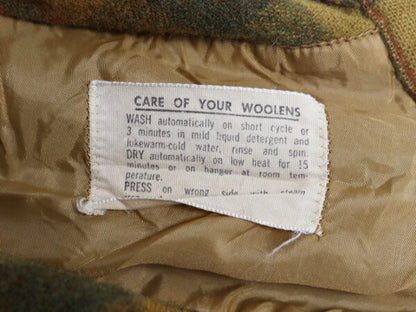 CARE OF YOUR WOOLENS
WASH automatically on short cycle or
3 minutes in mild liquid detergent and
lukewarm-cold water, rinse and spin.
DRY automatically on low heat for 15
minutes or on hanger at room tem-
perature.
PRESS on wrong side with steam